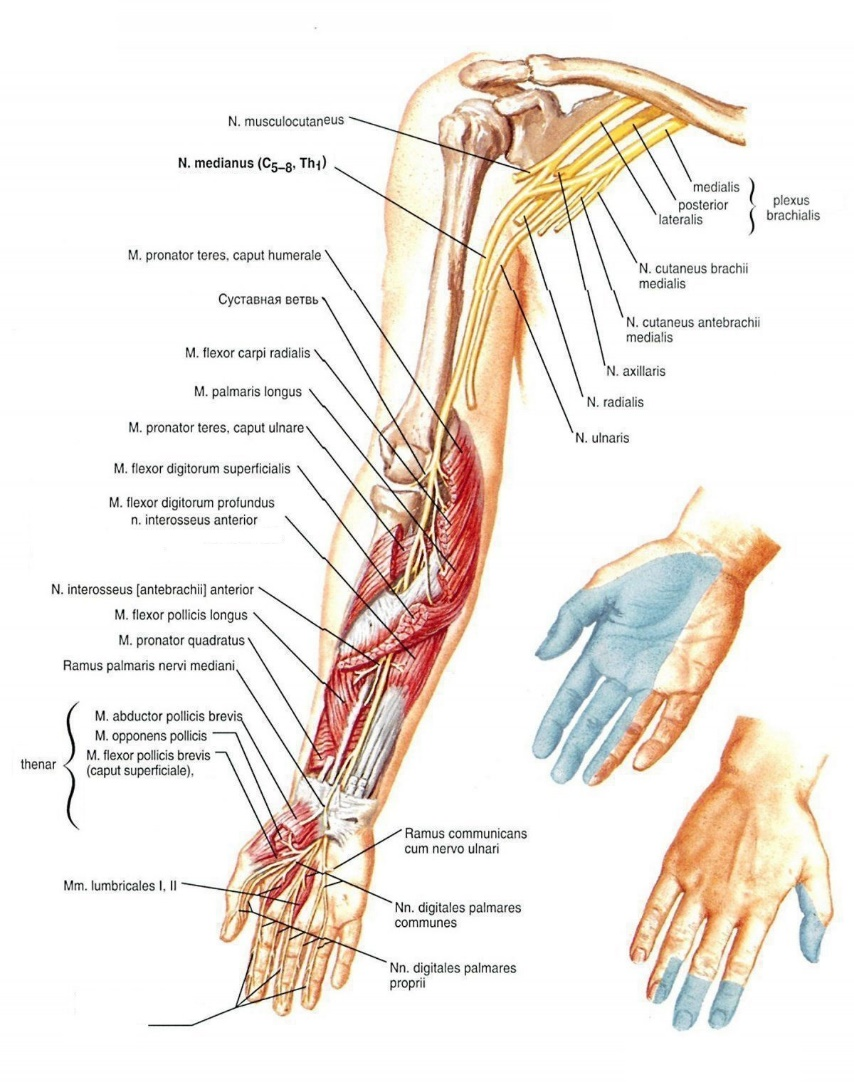 N. musculocutaneus
N. medianus (C5–8, Th1)
medialis
posterior
lateralis
plexus
brachialis
M. pronator teres, caput humerale
N. cutaneus brachii
medialis
Суставная ветвь
N. cutaneus antebrachii
medialis
M. flexor carpi radialis
N. axillaris
M. palmaris longus
N. radialis
M. pronator teres, caput ulnare
N. ulnaris
M. flexor digitorum superficialis
M. flexor digitorum profundus
n. interosseus anterior
N. interosseus [antebrachii] anterior
M. flexor pollicis longus
M. pronator quadratus
Ramus palmaris nervi mediani
thenar
M. abductor pollicis brevis
M. opponens pollicis
M. flexor pollicis brevis
(caput superficiale),
Ramus communicans
cum nervo ulnari
Mm. lumbricales I, II
Nn. digitales palmares
communes
Nn. digitales palmares
proprii